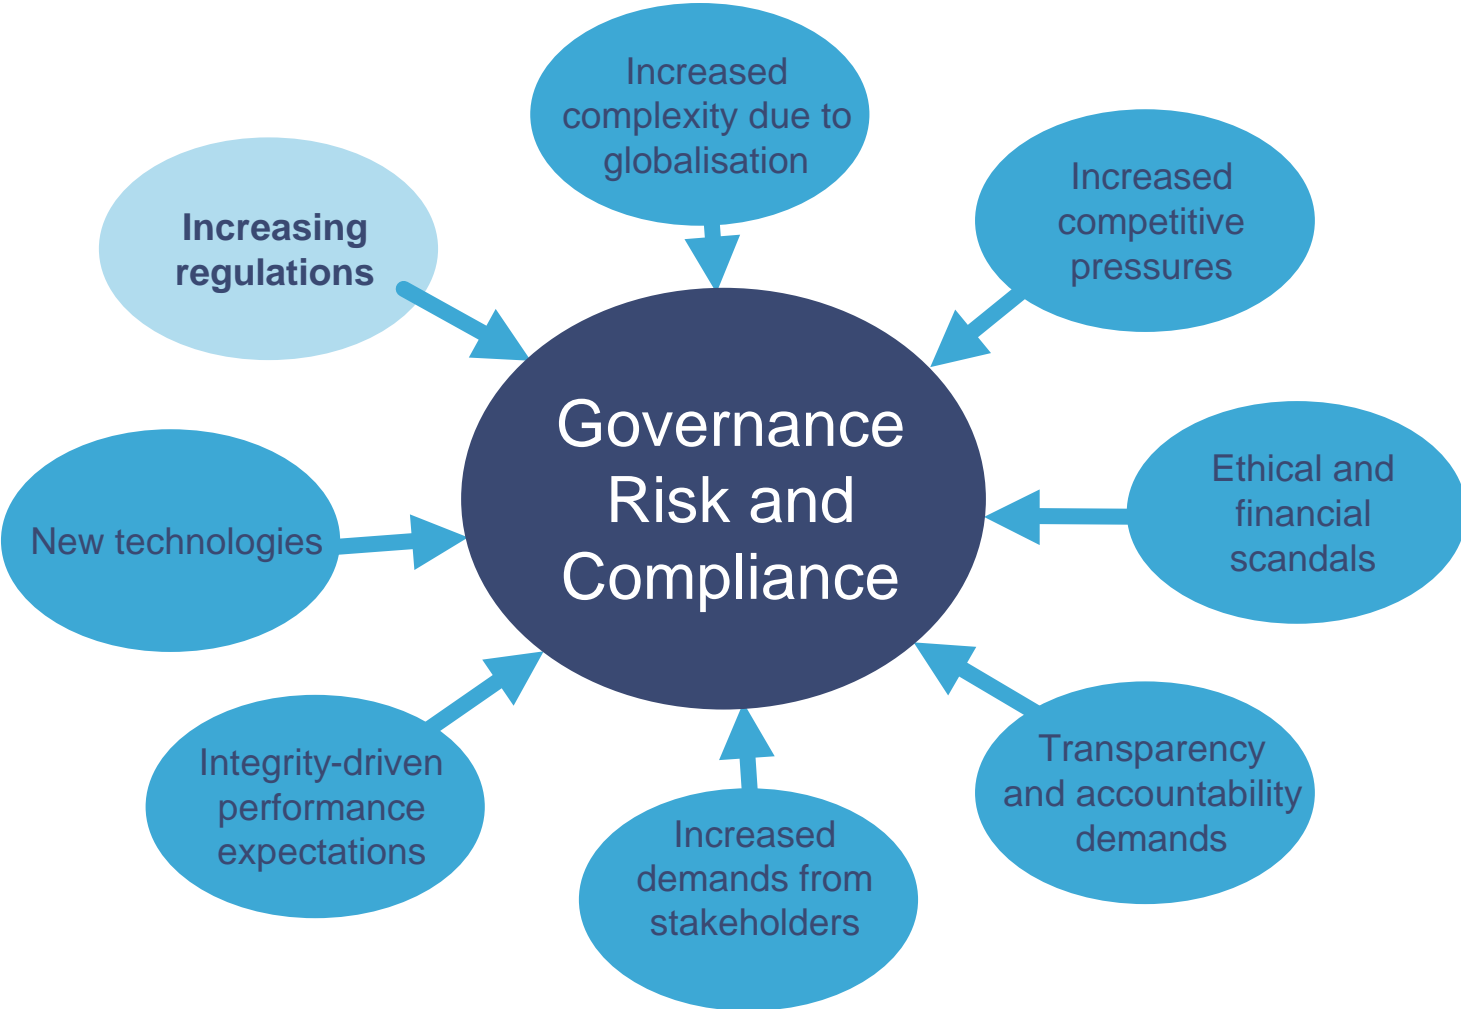 Increased
complexity due to
globalisation
Increased
competitive
pressures
Increasing
regulations
Governance
Risk and
Compliance
Ethical and
financial
scandals
New technologies
Transparency
and accountability
demands
Integrity-driven
performance
expectations
Increased
demands from
stakeholders